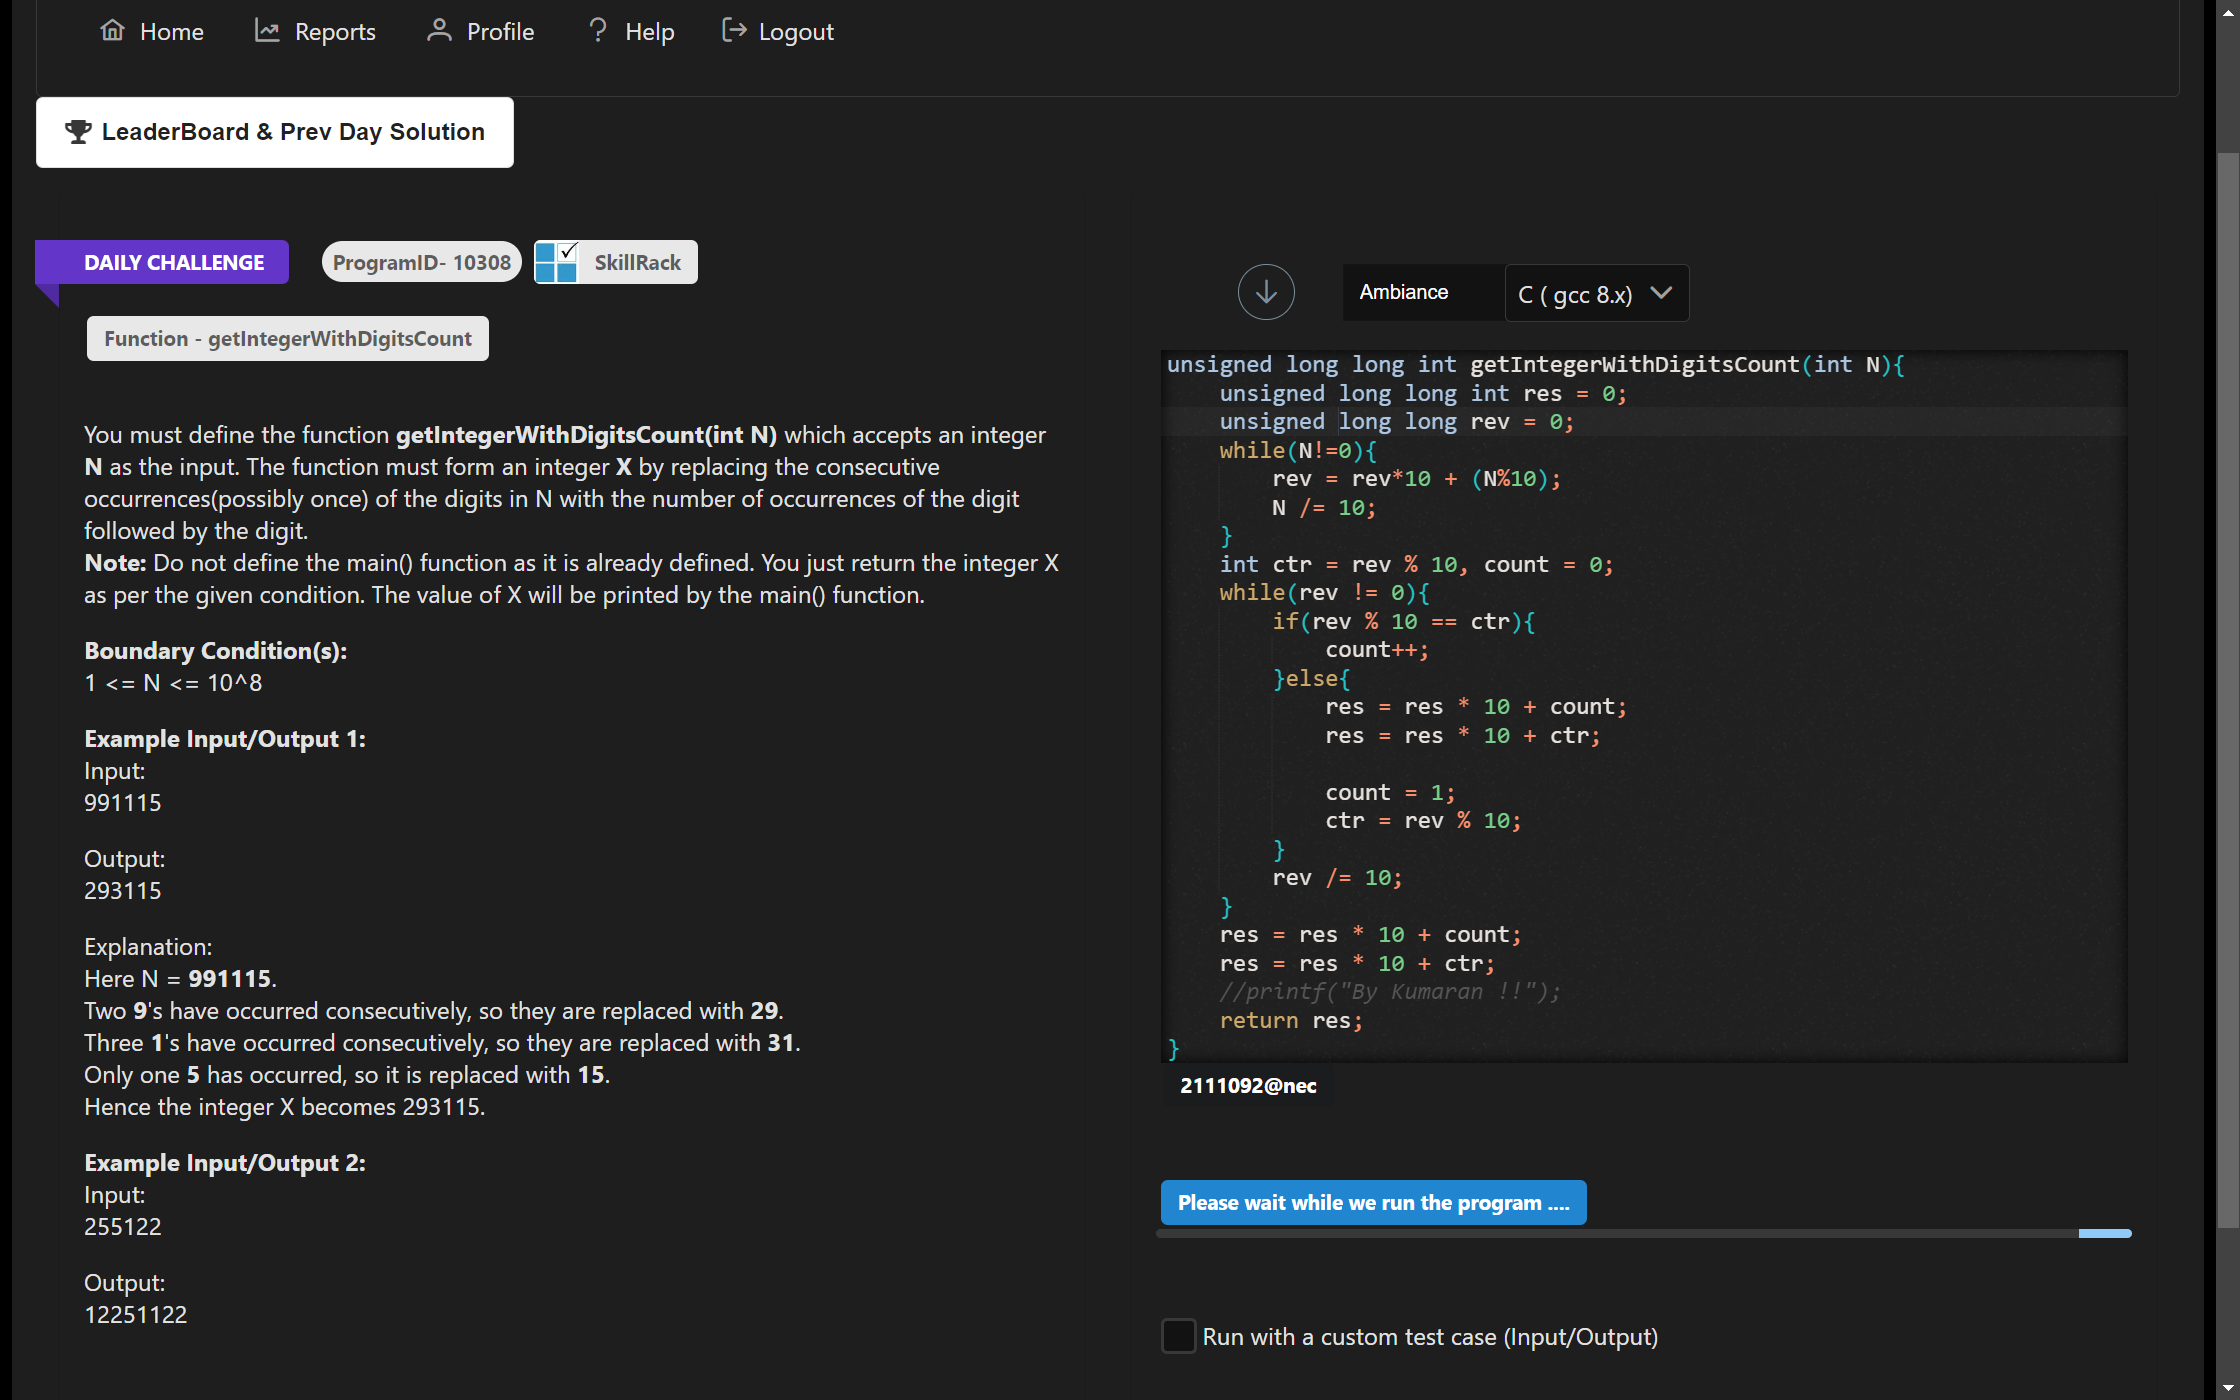 Home Reports Profile ? Help Logout
LeaderBoard & Prev Day Solution
DAILY CHALLENGE ProgramID- 10308 SkillRack
Function - getIntegerWithDigitsCount
You must define the function getIntegerWithDigitsCount(int N) which accepts an integer
N as the input. The function must form an integer X by replacing the consecutive
occurrences(possibly once) of the digits in N with the number of occurrences of the digit
followed by the digit.
Note: Do not define the main() function as it is already defined. You just return the integer X
as per the given condition. The value of X will be printed by the main() function.
Boundary Condition(s):
1 <= N <= 10^8
Example Input/Output 1:
Input:
991115
Output:
293115
Explanation:
Here N = 991115.
Two 9's have occurred consecutively, so they are replaced with 29.
Three 1's have occurred consecutively, so they are replaced with 31.
Only one 5 has occurred, so it is replaced with 15.
Hence the integer X becomes 293115.
Example Input/Output 2:
Input:
255122
Output:
12251122
Ambiance C ( gcc 8.x)
unsigned long long int getIntegerWithDigitsCount(int N){
    unsigned long long int res = 0;
    unsigned long long rev = 0;
    while(N!=0){
        rev = rev*10 + (N%10);
        N /= 10;
    }
    int ctr = rev % 10, count = 0;
    while(rev != 0){
        if(rev % 10 == ctr){
            count++;
        }else{
            res = res * 10 + count;
            res = res * 10 + ctr;
            count = 1;
            ctr = rev % 10;
        }
        rev /= 10;
    }
    res = res * 10 + count;
    res = res * 10 + ctr;
    //printf("By Kumaran !!");
    return res;
}
2111092@nec
Please wait while we run the program ....
Run with a custom test case (Input/Output)